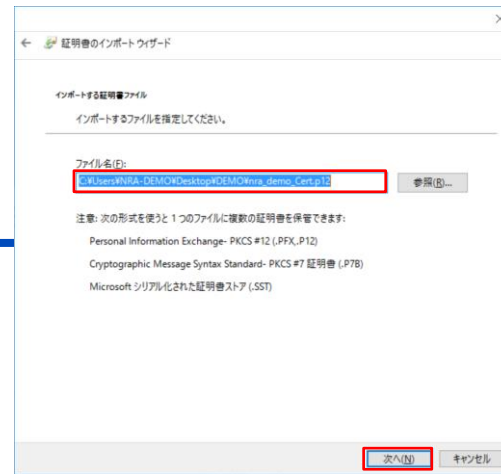 証明書のインポート ウィザード
インポートする証明書ファイル
インポートするファイルを指定してください。
ファイル名(F):
C:¥Users¥NRA-DEMO¥Desktop¥DEMO¥nra_demo_Cert.p12
参照(R)...
注意: 次の形式を使うと 1 つのファイルに複数の証明書を保管できます:
Personal Information Exchange- PKCS #12 (.PFX,.P12)
Cryptographic Message Syntax Standard- PKCS #7 証明書 (.P7B)
Microsoft シリアル化された証明書ストア (.SST)
次へ(N) キャンセル